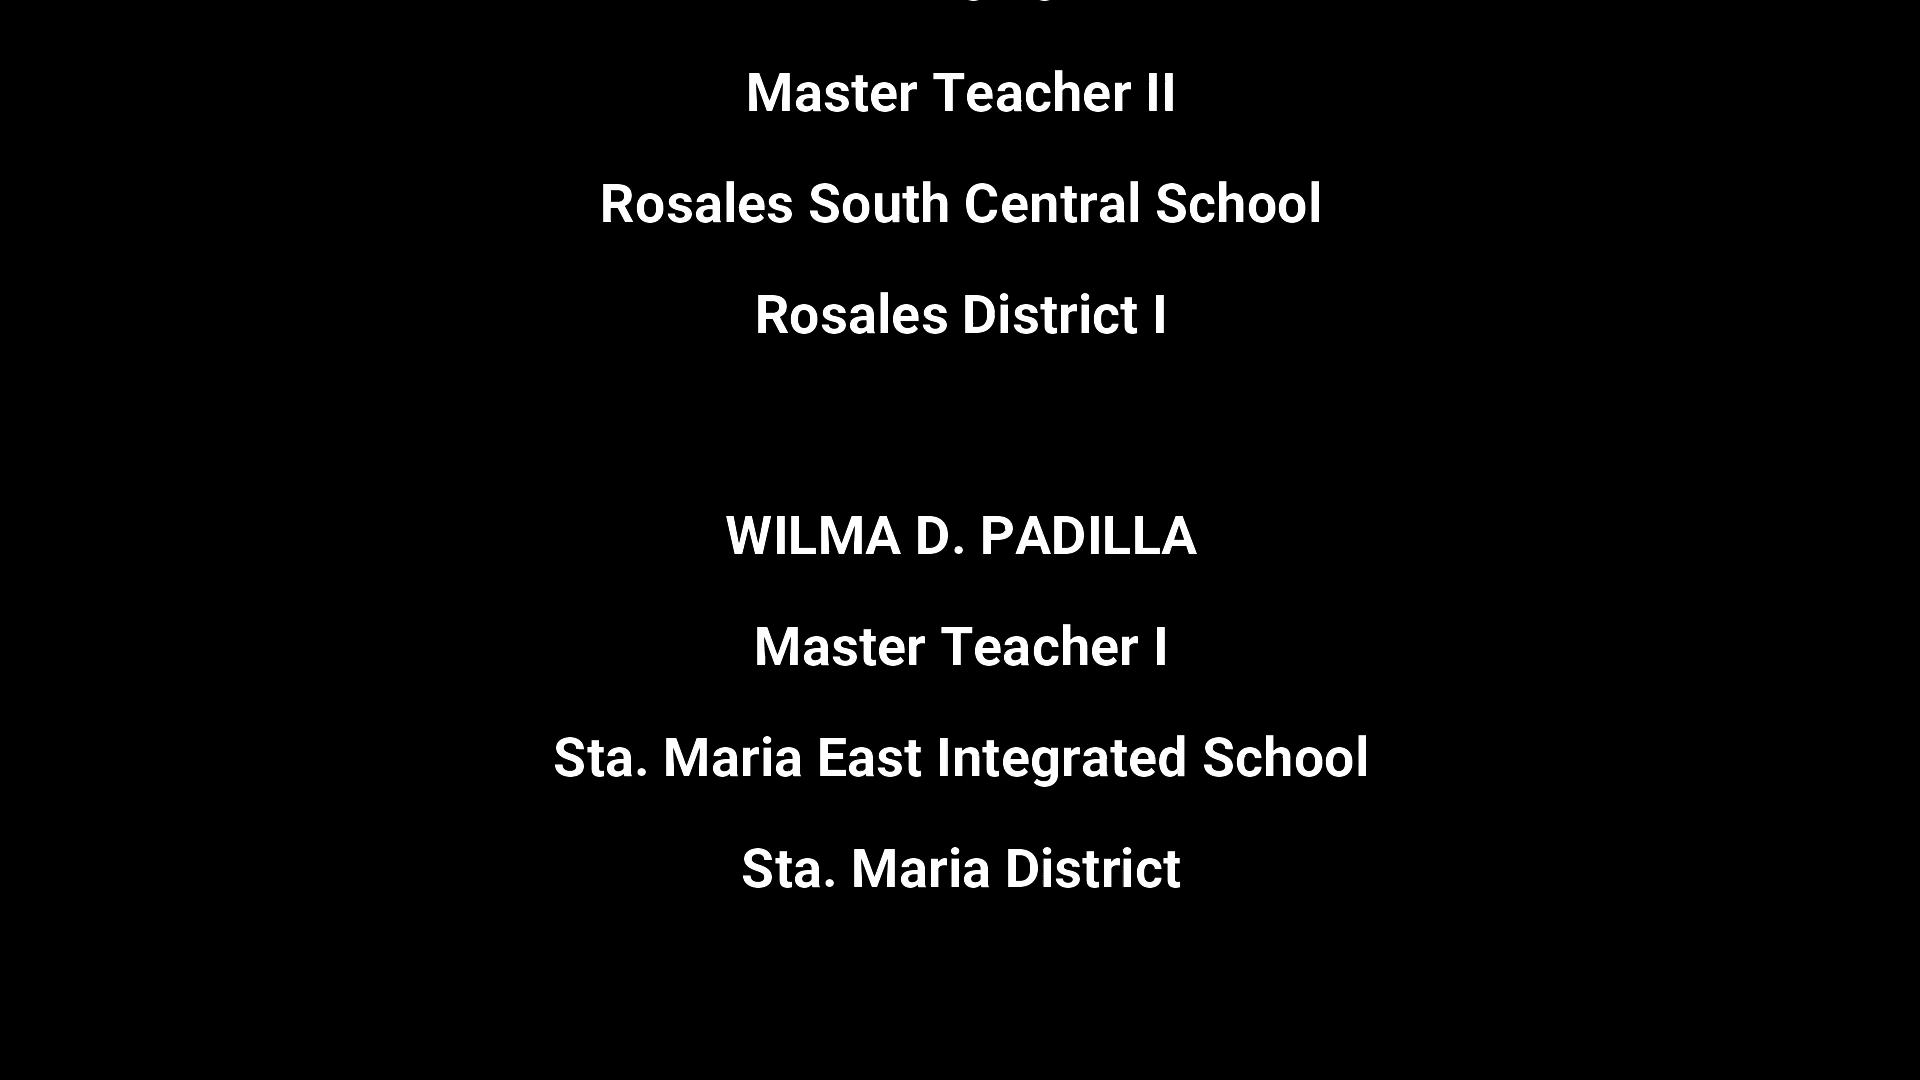 Master Teacher II
Rosales South Central School
Rosales District I
WILMA D. PADILLA
Master Teacher I
Sta. Maria East Integrated School
Sta. Maria District